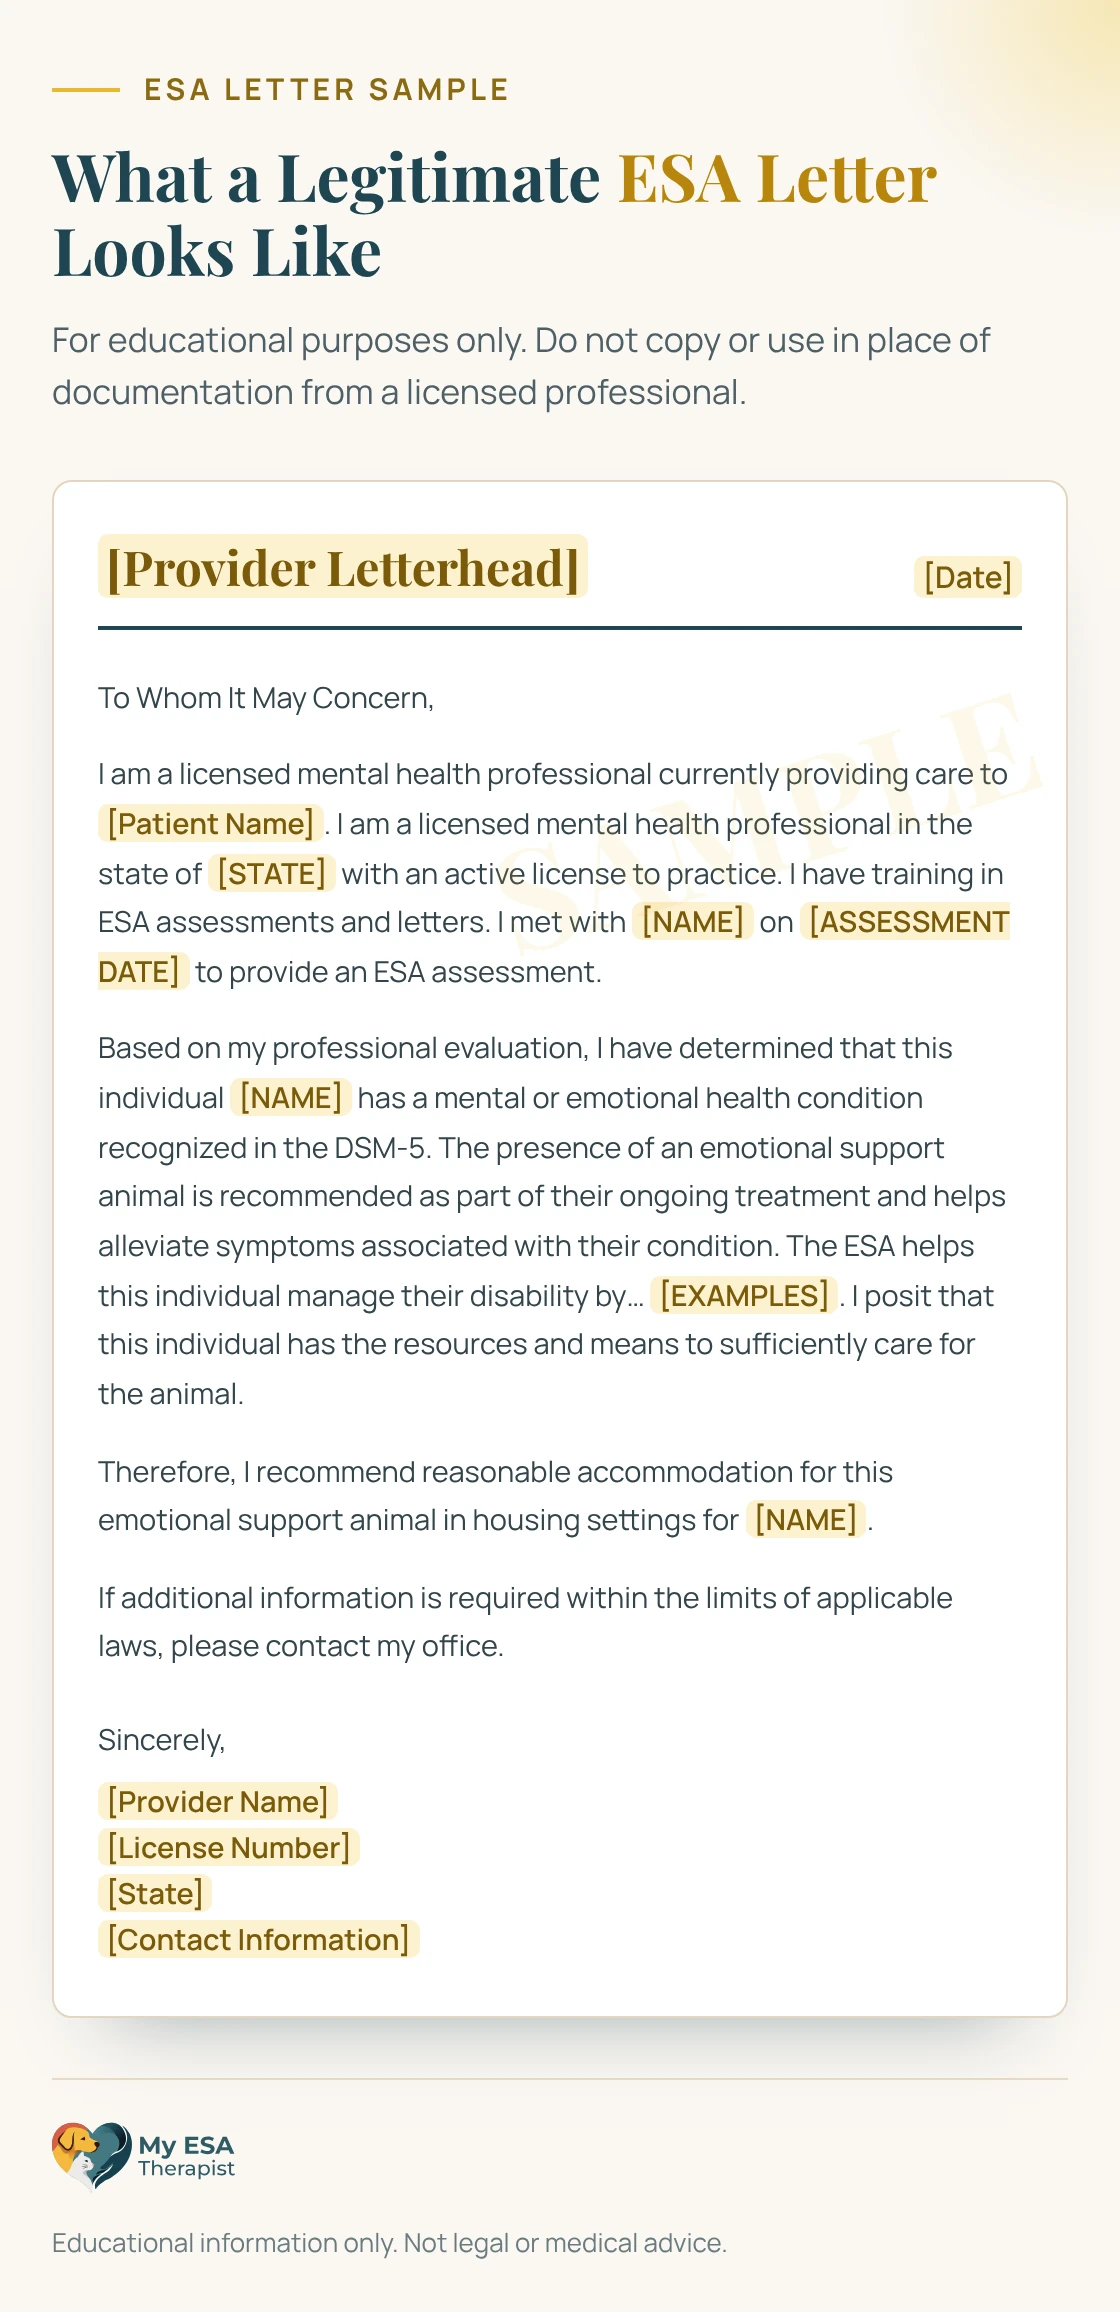 ESA LETTER SAMPLE
What a Legitimate ESA Letter
Looks Like
For educational purposes only. Do not copy or use in place of
documentation from a licensed professional.
[Provider Letterhead]
[Date]
To Whom It May Concern,
I am a licensed mental health professional currently providing care to
[Patient Name]. I am a licensed mental health professional in the
state of [STATE] with an active license to practice. I have training in
ESA assessments and letters. I met with [NAME] on [ASSESSMENT
DATE] to provide an ESA assessment.
SAMPLE
Based on my professional evaluation, I have determined that this
individual [NAME] has a mental or emotional health condition
recognized in the DSM-5. The presence of an emotional support
animal is recommended as part of their ongoing treatment and helps
alleviate symptoms associated with their condition. The ESA helps
this individual manage their disability by... [EXAMPLES]. I posit that
this individual has the resources and means to sufficiently care for
the animal.
Therefore, I recommend reasonable accommodation for this
emotional support animal in housing settings for [NAME].
If additional information is required within the limits of applicable
laws, please contact my office.
Sincerely,
[Provider Name]
[License Number]
[State]
[Contact Information]
My ESA
Therapist
Educational information only. Not legal or medical advice.